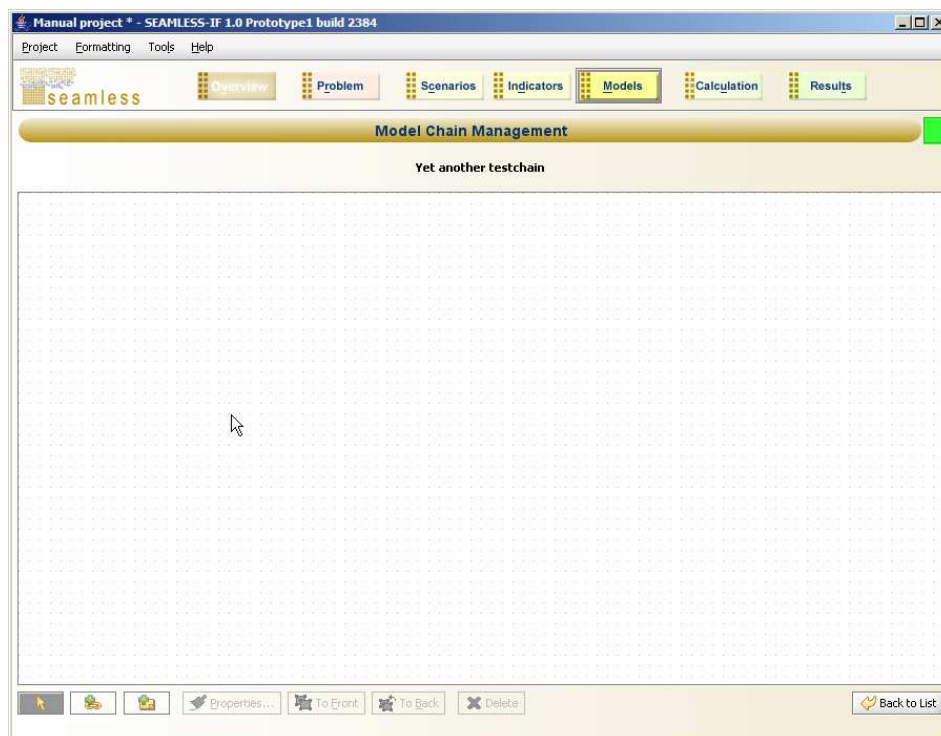 Manual project * - SEAMLESS-IF 1.0 Prototype1 build 2384
Project Formatting Tools Help
seamless
Overview Problem Scenarios Indicators Models Calculation Results
Model Chain Management
Yet another testchain
Properties... To Front To Back Delete Back to List